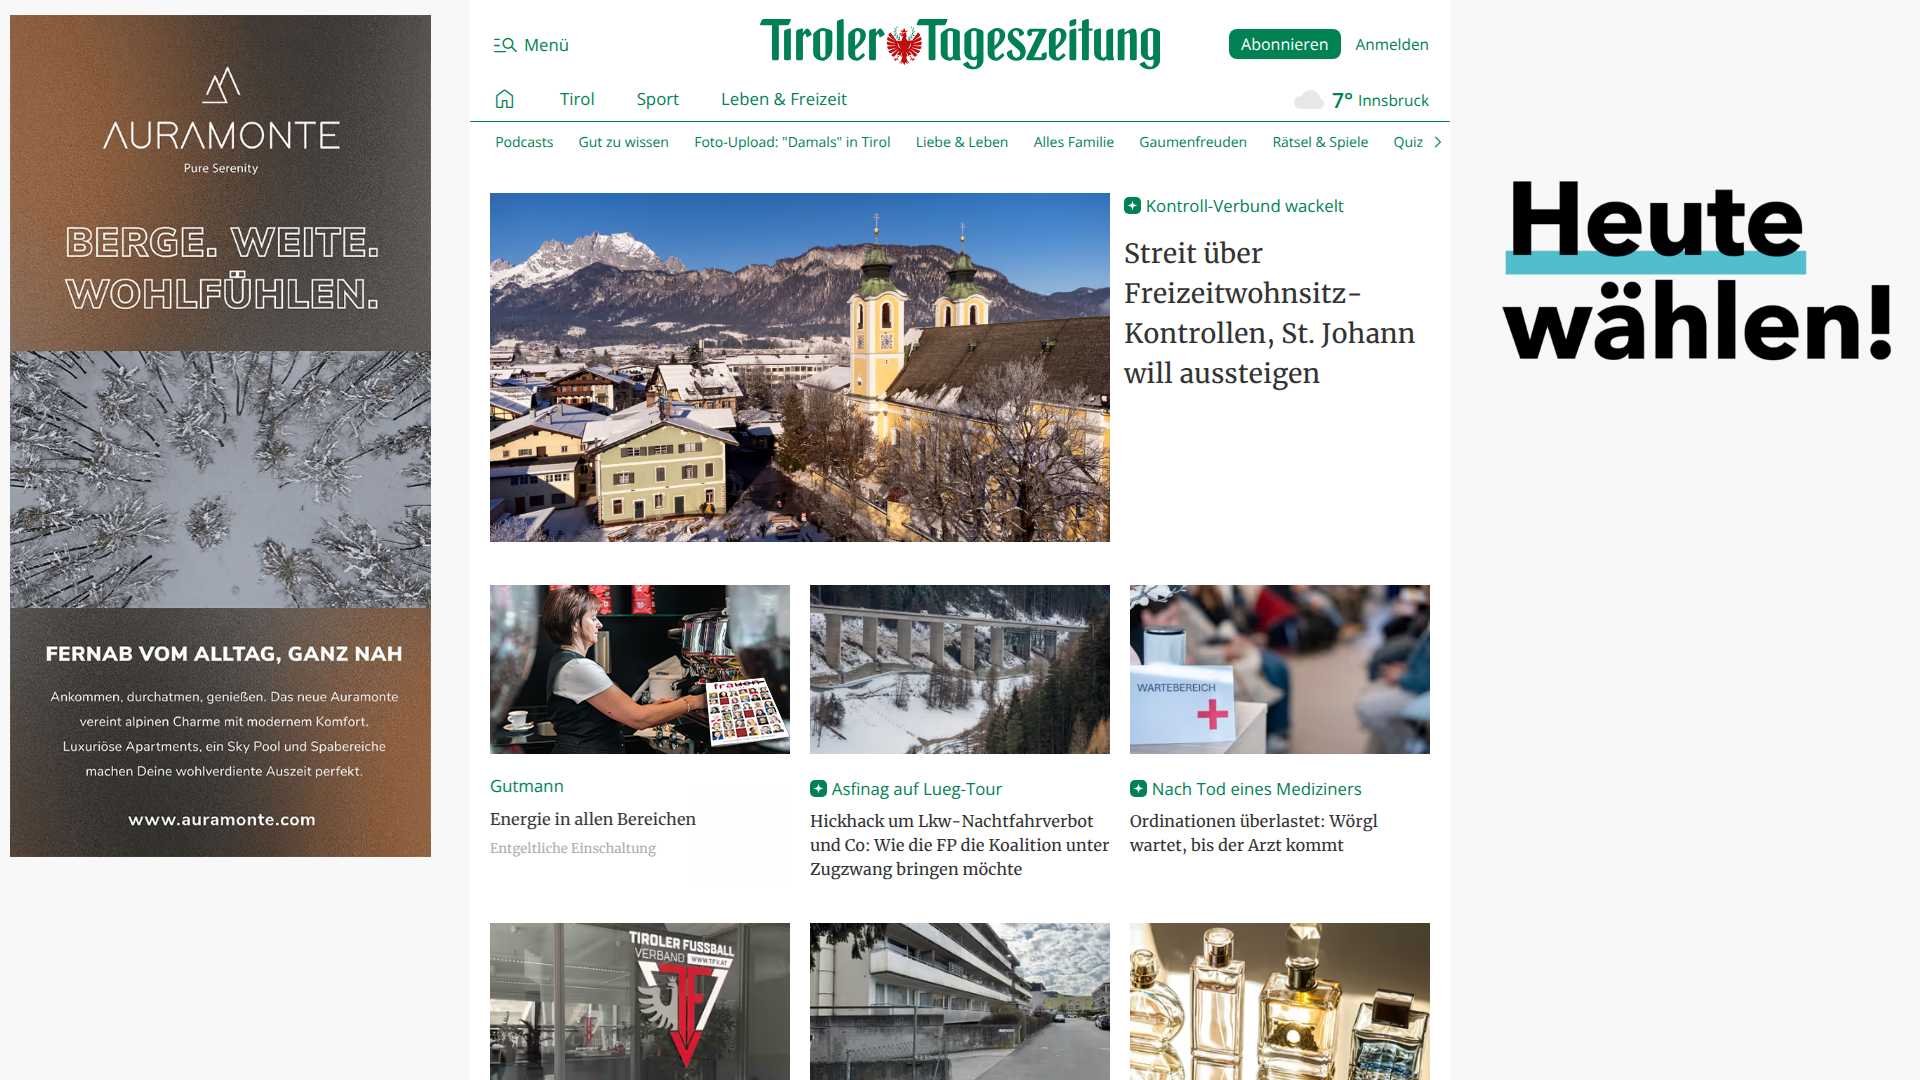 AURAMONTE
Pure Serenity
BERGE. WEITE.
WOHLFÜHLEN.
FERNAB VOM ALLTAG, GANZ NAH
Ankommen, durchatmen, genießen. Das neue Auramonte
vereint alpinen Charme mit modernem Komfort.
Luxuriöse Apartments, ein Sky Pool und Spabereiche
machen Deine wohlverdiente Auszeit perfekt.
www.auramonte.com
Menü
Tiroler Tageszeitung
Abonnieren
Anmelden
Tirol
Sport
Leben & Freizeit
7° Innsbruck
Podcasts
Gut zu wissen
Foto-Upload: "Damals" in Tirol
Liebe & Leben
Alles Familie
Gaumenfreuden
Rätsel & Spiele
Quiz
Kontroll-Verbund wackelt
Streit über
Freizeitwohnsitz-
Kontrollen, St. Johann
will aussteigen
frauen
WARTEBEREICH
Gutmann
Energie in allen Bereichen
Entgeltliche Einschaltung
Asfinag auf Lueg-Tour
Hickhack um Lkw-Nachtfahrverbot
und Co: Wie die FP die Koalition unter
Zugzwang bringen möchte
Nach Tod eines Mediziners
Ordinationen überlastet: Wörgl
wartet, bis der Arzt kommt
TIROLER FUSSBALL
VERBAND WWW.TFV.AT
Heute
wählen!